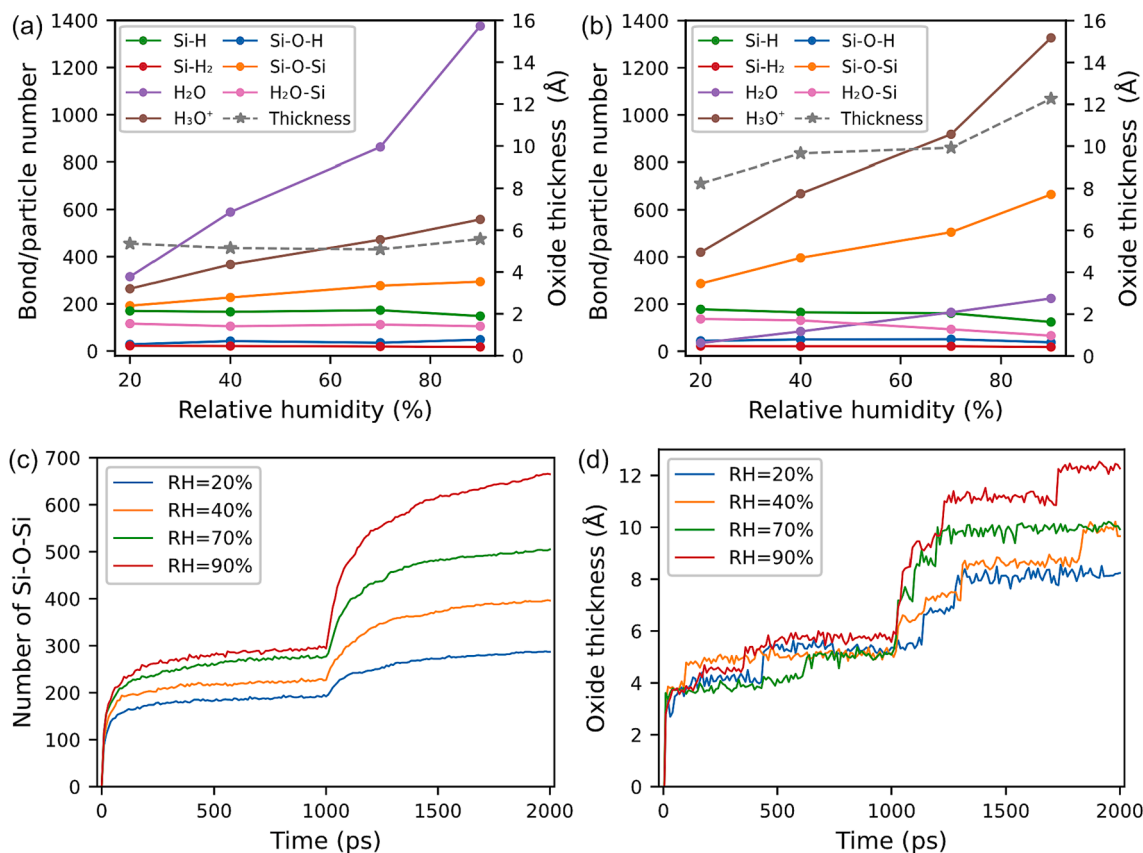 (a)
1400
1200
1000
800
600
400
200
0
Bond/particle number
Si-H
Si-O-H
Si-H₂
Si-O-Si
H₂O
H₂O-Si
H₃O⁺
Thickness
16
14
12
10
8
6
4
2
0
Oxide thickness (Å)
20
40
60
80
Relative humidity (%)
(b)
1400
1200
1000
800
600
400
200
0
Bond/particle number
Si-H
Si-O-H
Si-H₂
Si-O-Si
H₂O
H₂O-Si
H₃O⁺
Thickness
16
14
12
10
8
6
4
2
0
Oxide thickness (Å)
20
40
60
80
Relative humidity (%)
(c)
700
600
500
400
300
200
100
0
Number of Si-O-Si
RH=20%
RH=40%
RH=70%
RH=90%
0
500
1000
1500
2000
Time (ps)
(d)
12
10
8
6
4
2
0
Oxide thickness (Å)
RH=20%
RH=40%
RH=70%
RH=90%
0
500
1000
1500
2000
Time (ps)